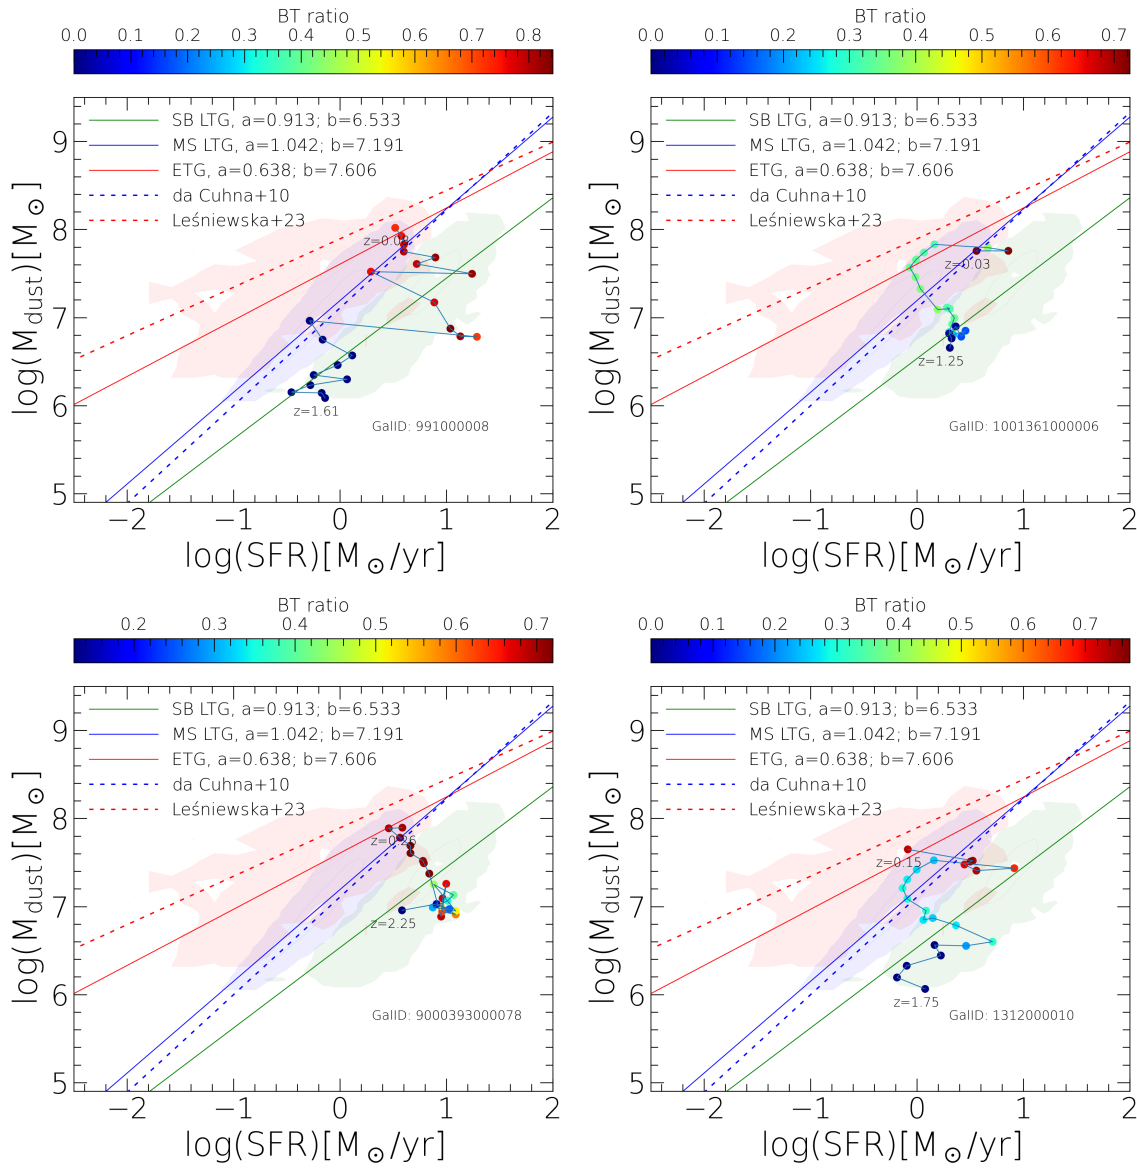 BT ratio
0.0 0.1 0.2 0.3 0.4 0.5 0.6 0.7 0.8
SB LTG, a=0.913; b=6.533
MS LTG, a=1.042; b=7.191
ETG, a=0.638; b=7.606
da Cuhna+10
Leśniewska+23
z=1.61
GalID: 991000008
9
8
7
6
5
−2 −1 0 1 2
log(M dust)[M⊙]
log(SFR)[M⊙/yr]
BT ratio
0.0 0.1 0.2 0.3 0.4 0.5 0.6 0.7
SB LTG, a=0.913; b=6.533
MS LTG, a=1.042; b=7.191
ETG, a=0.638; b=7.606
da Cuhna+10
Leśniewska+23
z=0.03
z=1.25
GalID: 1001361000006
9
8
7
6
5
−2 −1 0 1 2
log(M dust)[M⊙]
log(SFR)[M⊙/yr]
BT ratio
0.2 0.3 0.4 0.5 0.6 0.7
SB LTG, a=0.913; b=6.533
MS LTG, a=1.042; b=7.191
ETG, a=0.638; b=7.606
da Cuhna+10
Leśniewska+23
z=0.26
z=2.25
GalID: 9000393000078
9
8
7
6
5
−2 −1 0 1 2
log(M dust)[M⊙]
log(SFR)[M⊙/yr]
BT ratio
0.0 0.1 0.2 0.3 0.4 0.5 0.6 0.7
SB LTG, a=0.913; b=6.533
MS LTG, a=1.042; b=7.191
ETG, a=0.638; b=7.606
da Cuhna+10
Leśniewska+23
z=0.15
z=1.75
GalID: 1312000010
9
8
7
6
5
−2 −1 0 1 2
log(M dust)[M⊙]
log(SFR)[M⊙/yr]